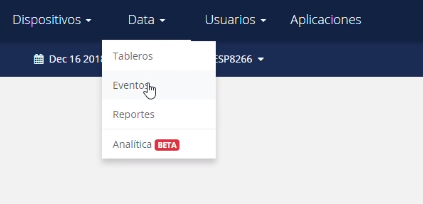 Dispositivos Data Usuarios Aplicaciones
Dec 16 2018 ESP8266
Tableros
Eventos
Reportes
Analítica BETA